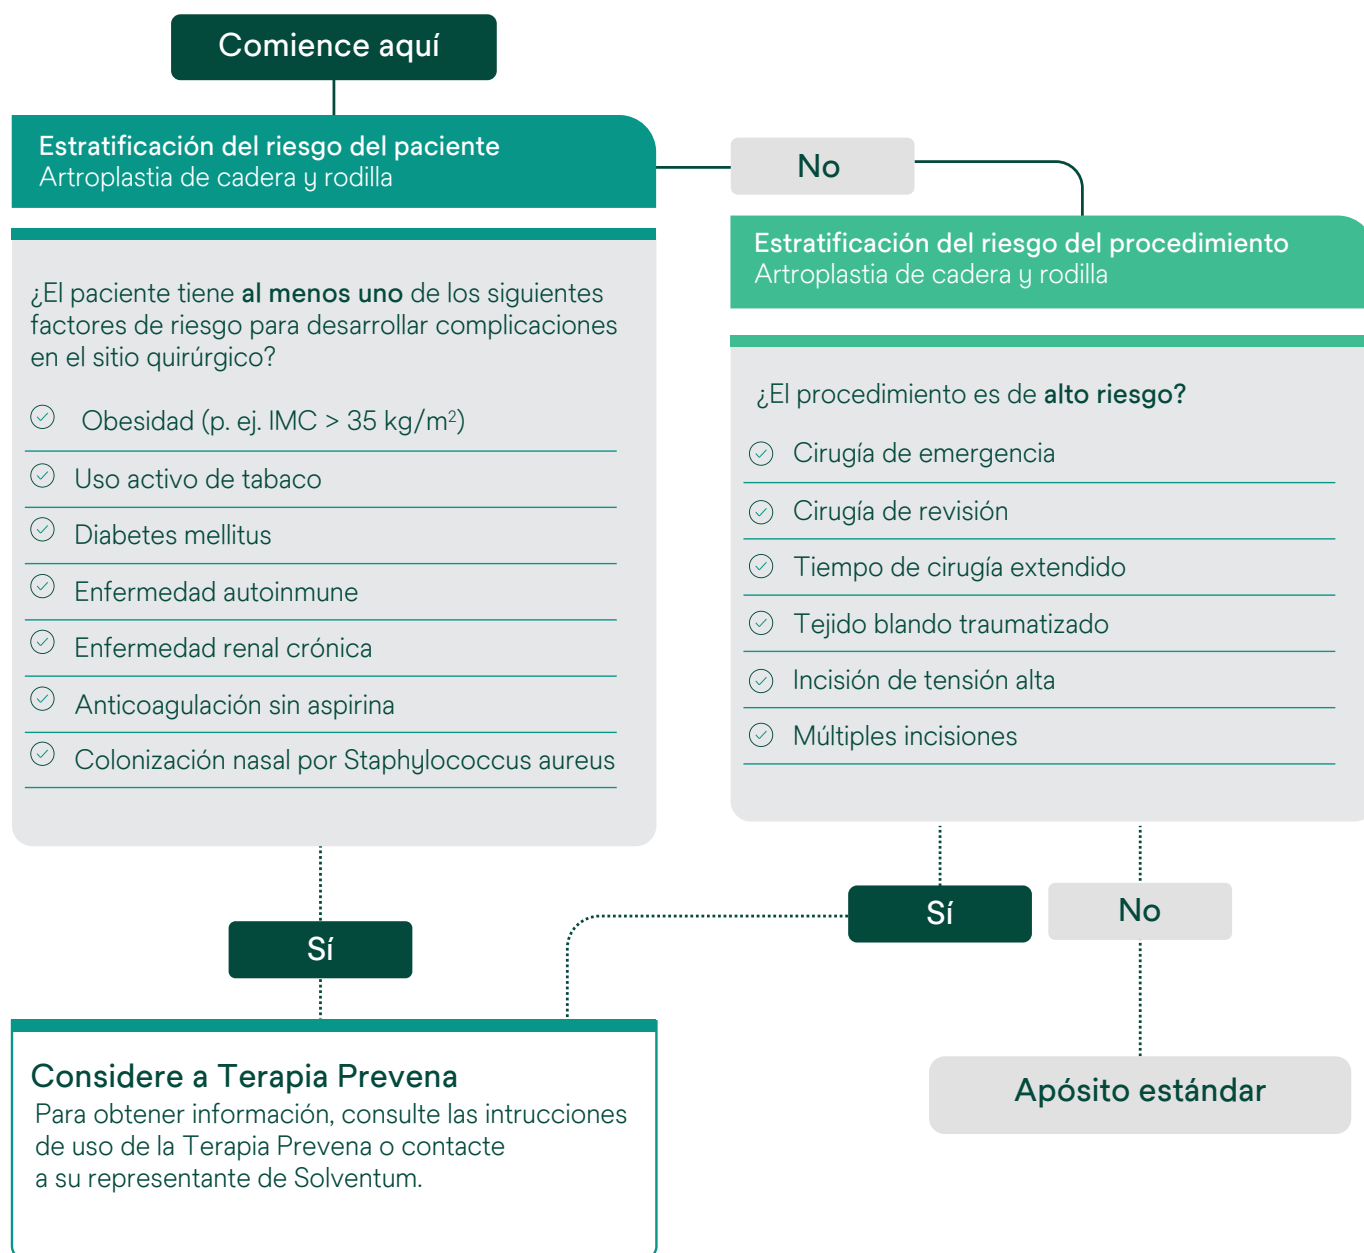 Comience aquí
Estratificación del riesgo del paciente
Artroplastia de cadera y rodilla
¿El paciente tiene al menos uno de los siguientes
factores de riesgo para desarrollar complicaciones
en el sitio quirúrgico?
Obesidad (p. ej. IMC > 35 kg/m²)
Uso activo de tabaco
Diabetes mellitus
Enfermedad autoinmune
Enfermedad renal crónica
Anticoagulación sin aspirina
Colonización nasal por Staphylococcus aureus
No
Estratificación del riesgo del procedimiento
Artroplastia de cadera y rodilla
¿El procedimiento es de alto riesgo?
Cirugía de emergencia
Cirugía de revisión
Tiempo de cirugía extendido
Tejido blando traumatizado
Incisión de tensión alta
Múltiples incisiones
Sí
Sí
No
Considere a Terapia Prevena
Para obtener información, consulte las intrucciones
de uso de la Terapia Prevena o contacte
a su representante de Solventum.
Apósito estándar